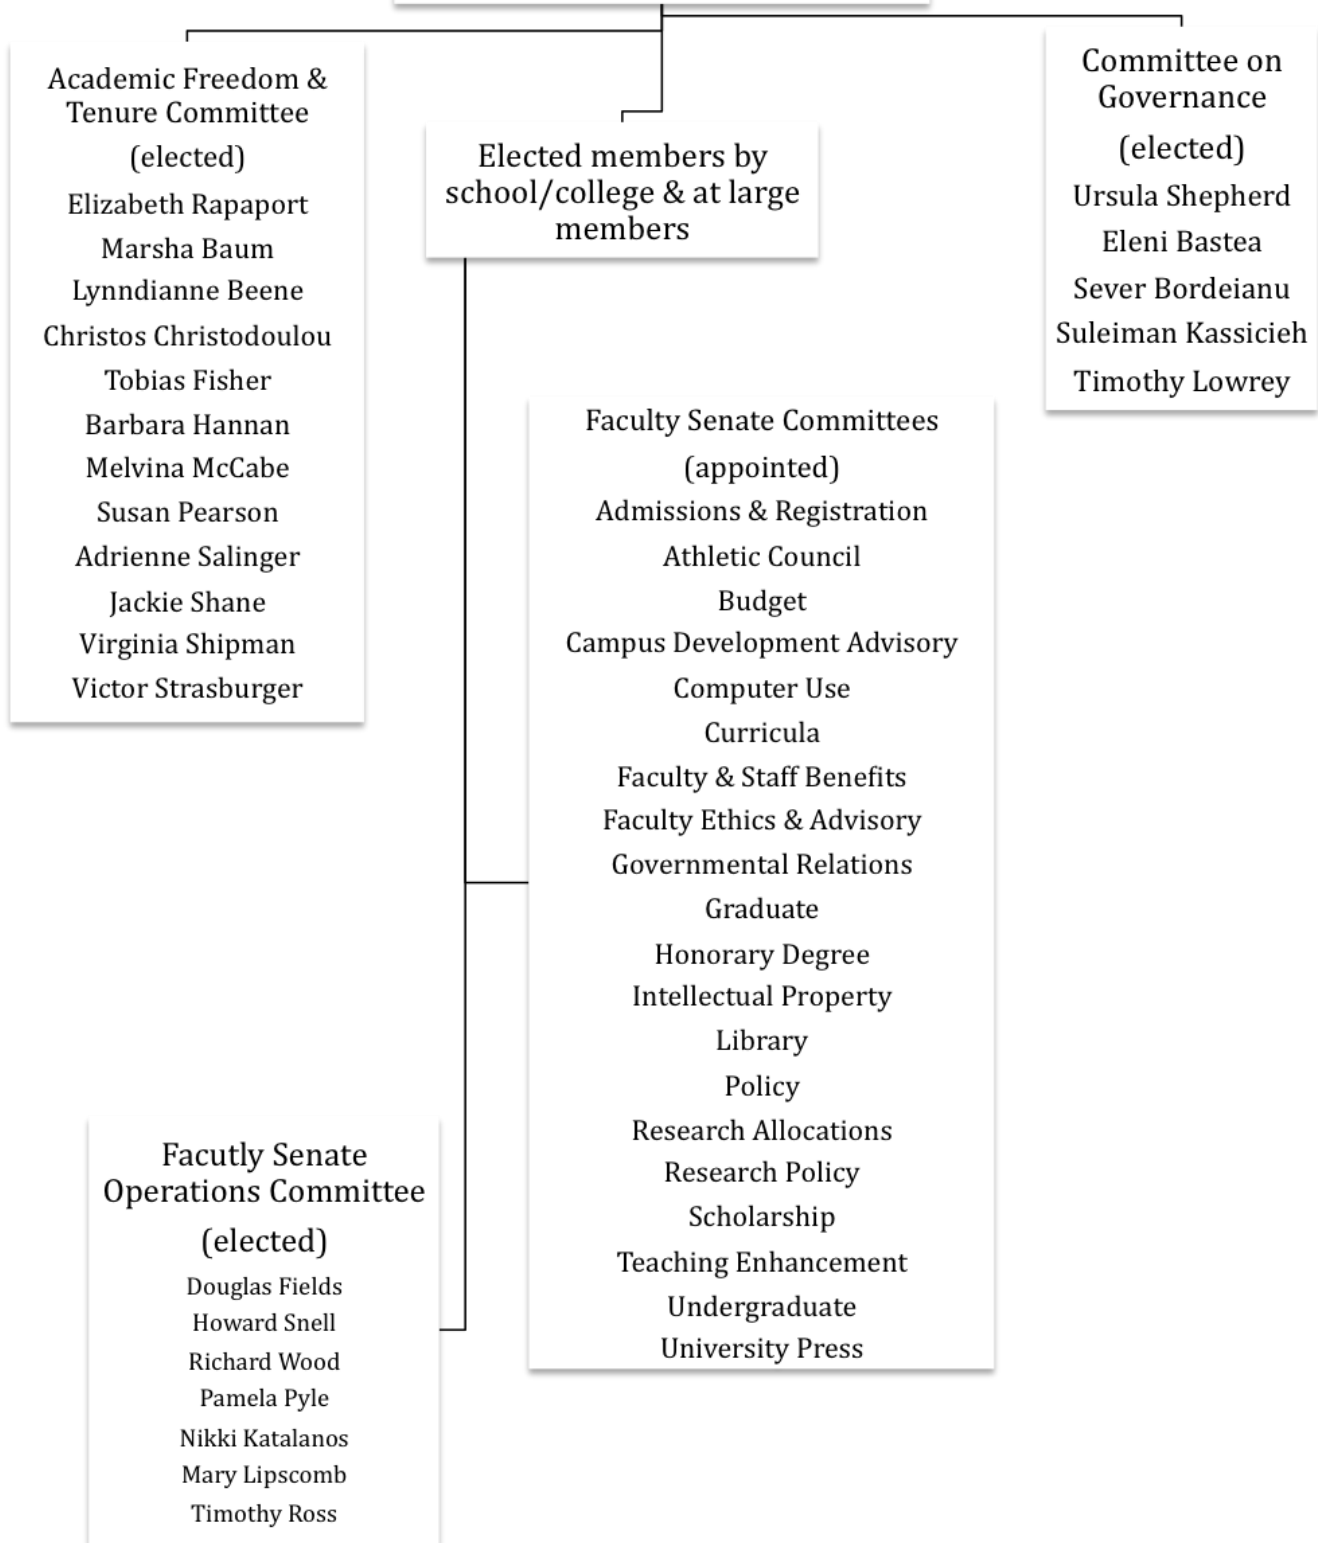 Academic Freedom &
Tenure Committee
(elected)
Elizabeth Rapaport
Marsha Baum
Lynndianne Beene
Christos Christodoulou
Tobias Fisher
Barbara Hannan
Melvina McCabe
Susan Pearson
Adrienne Salinger
Jackie Shane
Virginia Shipman
Victor Strasburger
Elected members by
school/college & at large
members
Committee on
Governance
(elected)
Ursula Shepherd
Eleni Bastea
Sever Bordeianu
Suleiman Kassicieh
Timothy Lowrey
Faculty Senate Committees
(appointed)
Admissions & Registration
Athletic Council
Budget
Campus Development Advisory
Computer Use
Curricula
Faculty & Staff Benefits
Faculty Ethics & Advisory
Governmental Relations
Graduate
Honorary Degree
Intellectual Property
Library
Policy
Research Allocations
Research Policy
Scholarship
Teaching Enhancement
Undergraduate
University Press
Facutly Senate
Operations Committee
(elected)
Douglas Fields
Howard Snell
Richard Wood
Pamela Pyle
Nikki Katalanos
Mary Lipscomb
Timothy Ross